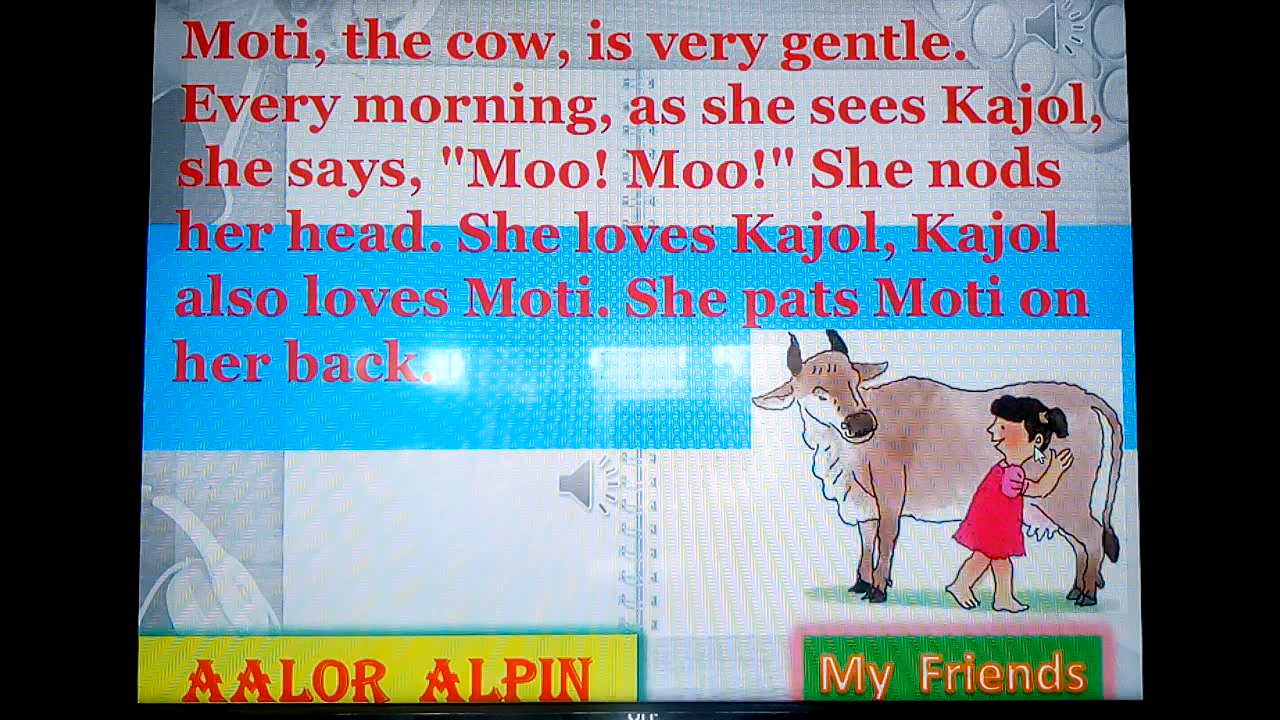 Moti, the cow, is very gentle.
Every morning, as she sees Kajol,
she says, "Moo! Moo!" She nods
her head. She loves Kajol, Kajol
also loves Moti. She pats Moti on
her back.
AALOR ALPIN
My Friends